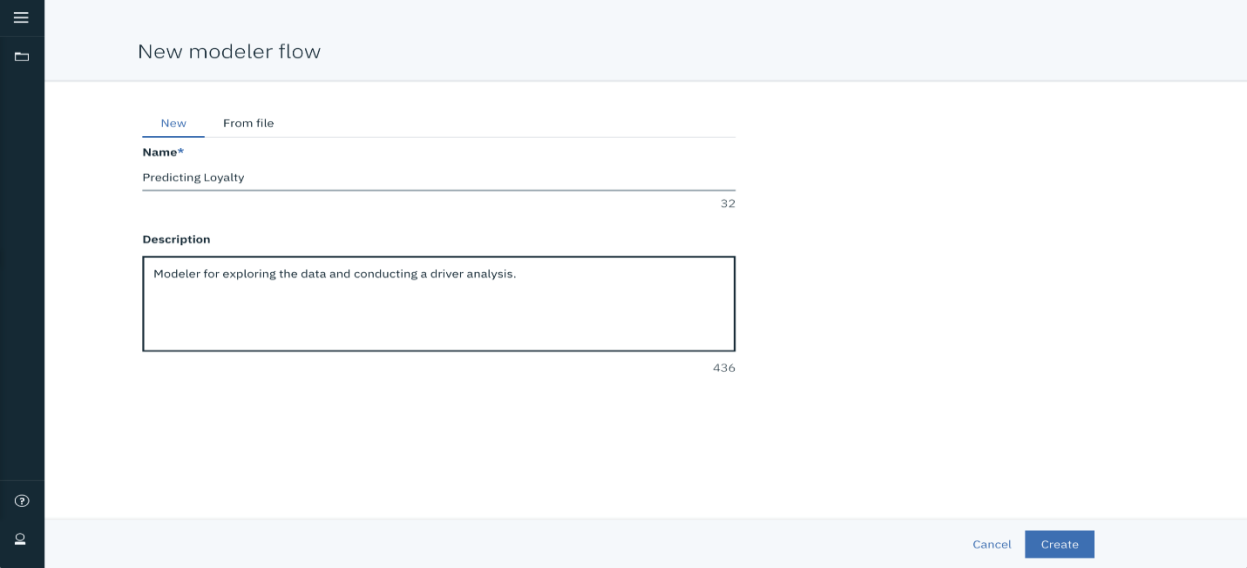 New modeler flow
New From file
Name*
Predicting Loyalty
32
Description
Modeler for exploring the data and conducting a driver analysis.
436
?
Cancel Create